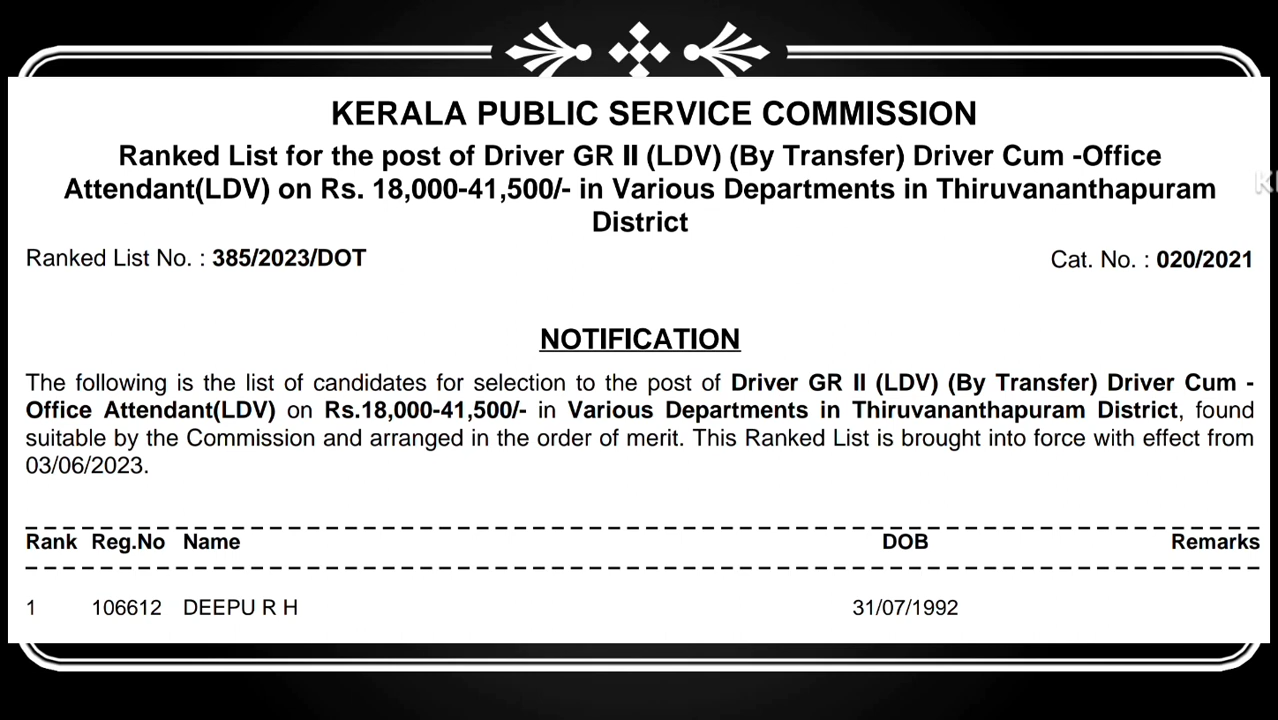 KERALA PUBLIC SERVICE COMMISSION
Ranked List for the post of Driver GR II (LDV) (By Transfer) Driver Cum -Office
Attendant(LDV) on Rs. 18,000-41,500/- in Various Departments in Thiruvananthapuram
District
Ranked List No. : 385/2023/DOT Cat. No. : 020/2021
NOTIFICATION
The following is the list of candidates for selection to the post of Driver GR II (LDV) (By Transfer) Driver Cum -
Office Attendant(LDV) on Rs.18,000-41,500/- in Various Departments in Thiruvananthapuram District, found
suitable by the Commission and arranged in the order of merit. This Ranked List is brought into force with effect from
03/06/2023.
Rank Reg.No Name DOB Remarks
1 106612 DEEPU R H 31/07/1992